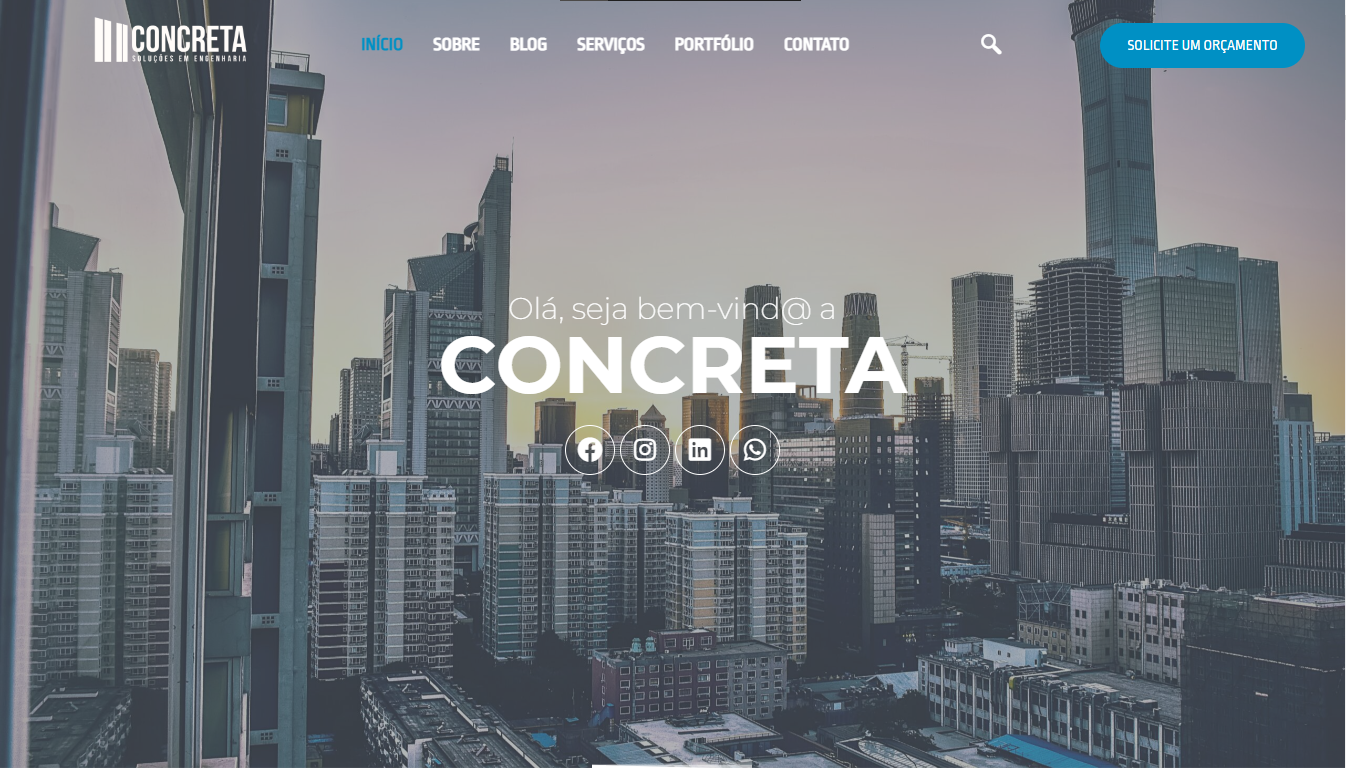 CONCRETA
SOLUÇÕES EM ENGENHARIA
INÍCIO
SOBRE
BLOG
SERVIÇOS
PORTFÓLIO
CONTATO
SOLICITE UM ORÇAMENTO
Olá, seja bem-vind@ a
CONCRETA